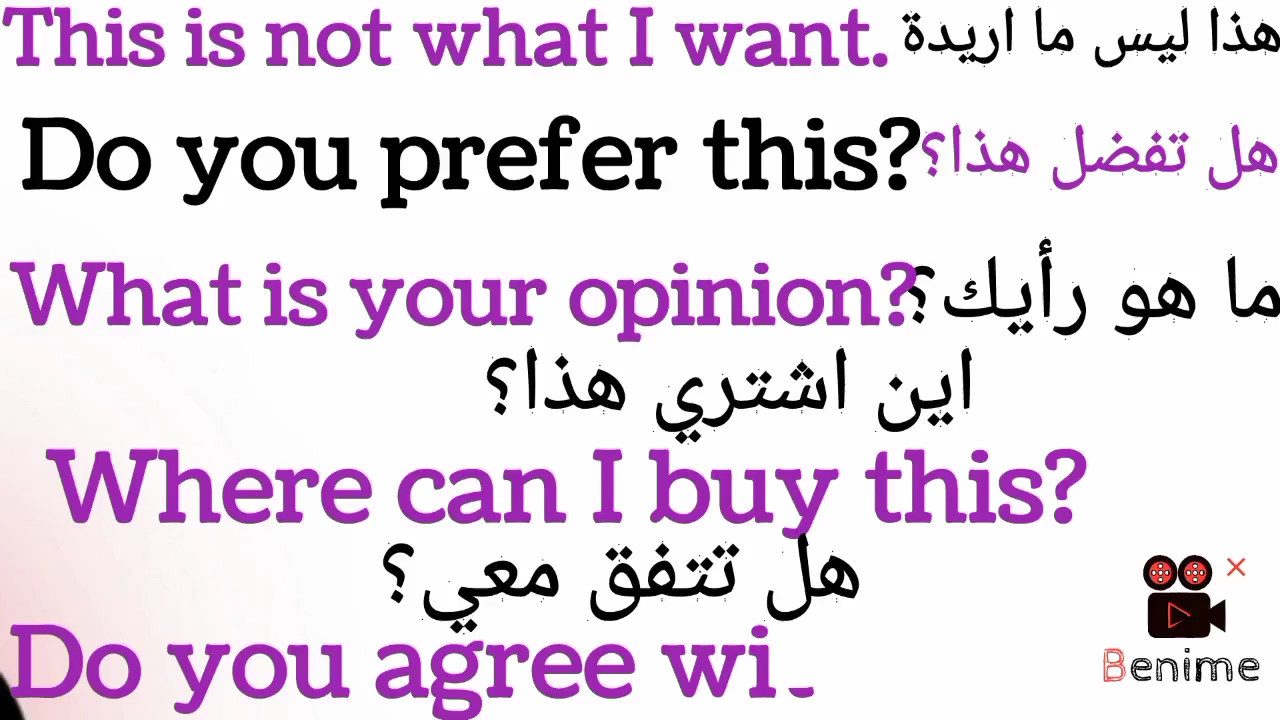 This is not what I want. هذا ليس ما اريدة
Do you prefer this? هل تفضل هذا؟
What is your opinion? ما هو رأيك؟
اين اشتري هذا؟
Where can I buy this?
هل تتفق معي؟
Do you agree wi
Benime